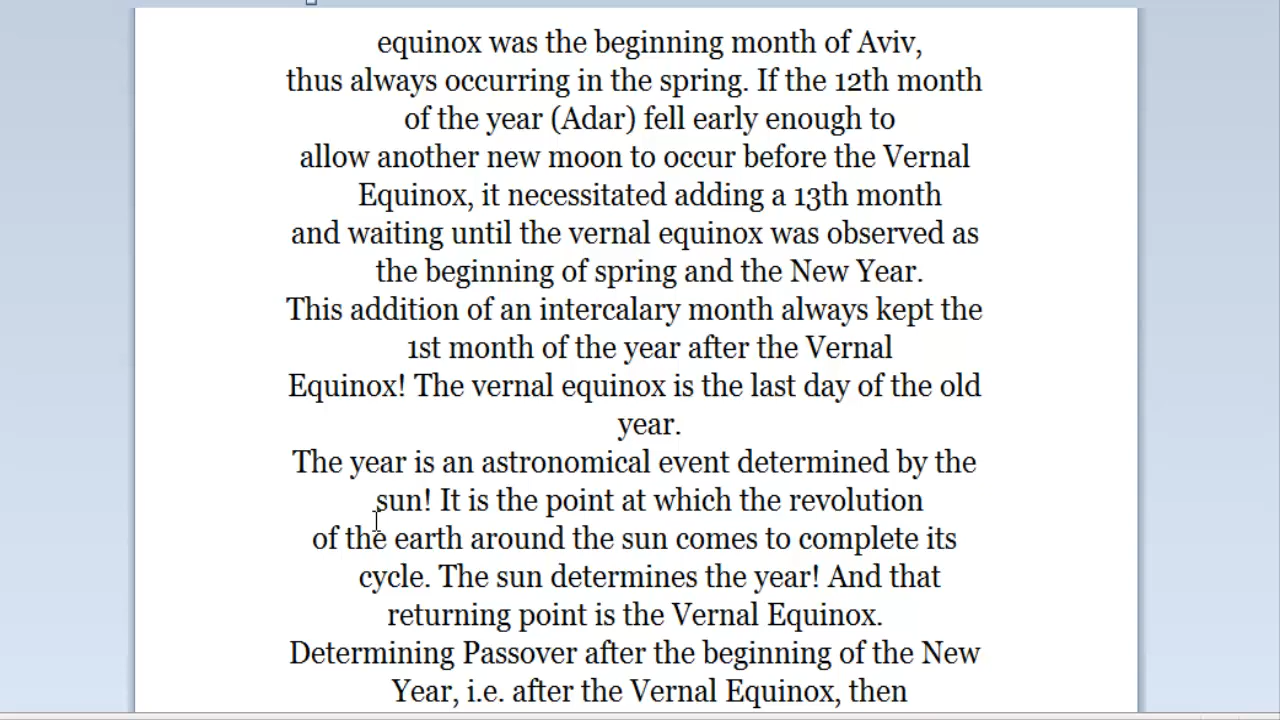 equinox was the beginning month of Aviv,
thus always occurring in the spring. If the 12th month
of the year (Adar) fell early enough to
allow another new moon to occur before the Vernal
Equinox, it necessitated adding a 13th month
and waiting until the vernal equinox was observed as
the beginning of spring and the New Year.
This addition of an intercalary month always kept the
1st month of the year after the Vernal
Equinox! The vernal equinox is the last day of the old
year.
The year is an astronomical event determined by the
sun! It is the point at which the revolution
of the earth around the sun comes to complete its
cycle. The sun determines the year! And that
returning point is the Vernal Equinox.
Determining Passover after the beginning of the New
Year, i.e. after the Vernal Equinox, then